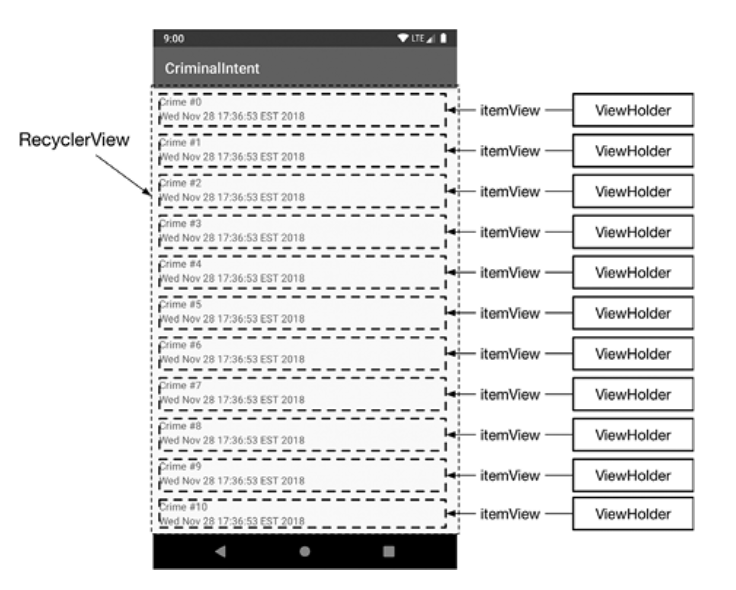 9:00 LTE
CriminalIntent
RecyclerView
Crime #0
Wed Nov 28 17:36:53 EST 2018
itemView ViewHolder
Crime #1
Wed Nov 28 17:36:53 EST 2018
itemView ViewHolder
Crime #2
Wed Nov 28 17:36:53 EST 2018
itemView ViewHolder
Crime #3
Wed Nov 28 17:36:53 EST 2018
itemView ViewHolder
Crime #4
Wed Nov 28 17:36:53 EST 2018
itemView ViewHolder
Crime #5
Wed Nov 28 17:36:53 EST 2018
itemView ViewHolder
Crime #6
Wed Nov 28 17:36:53 EST 2018
itemView ViewHolder
Crime #7
Wed Nov 28 17:36:53 EST 2018
itemView ViewHolder
Crime #8
Wed Nov 28 17:36:53 EST 2018
itemView ViewHolder
Crime #9
Wed Nov 28 17:36:53 EST 2018
itemView ViewHolder
Crime #10
Wed Nov 28 17:36:53 EST 2018
itemView ViewHolder